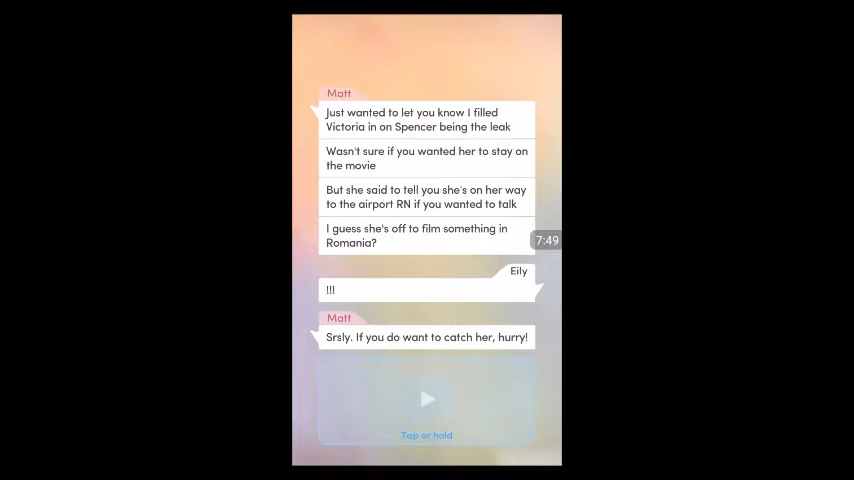 Matt
Just wanted to let you know I filled
Victoria in on Spencer being the leak
Wasn't sure if you wanted her to stay on
the movie
But she said to tell you she's on her way
to the airport RN if you wanted to talk
I guess she's off to film something in
Romania?
7:49
Eily
!!!
Matt
Srsly. If you do want to catch her, hurry!
Tap or hold